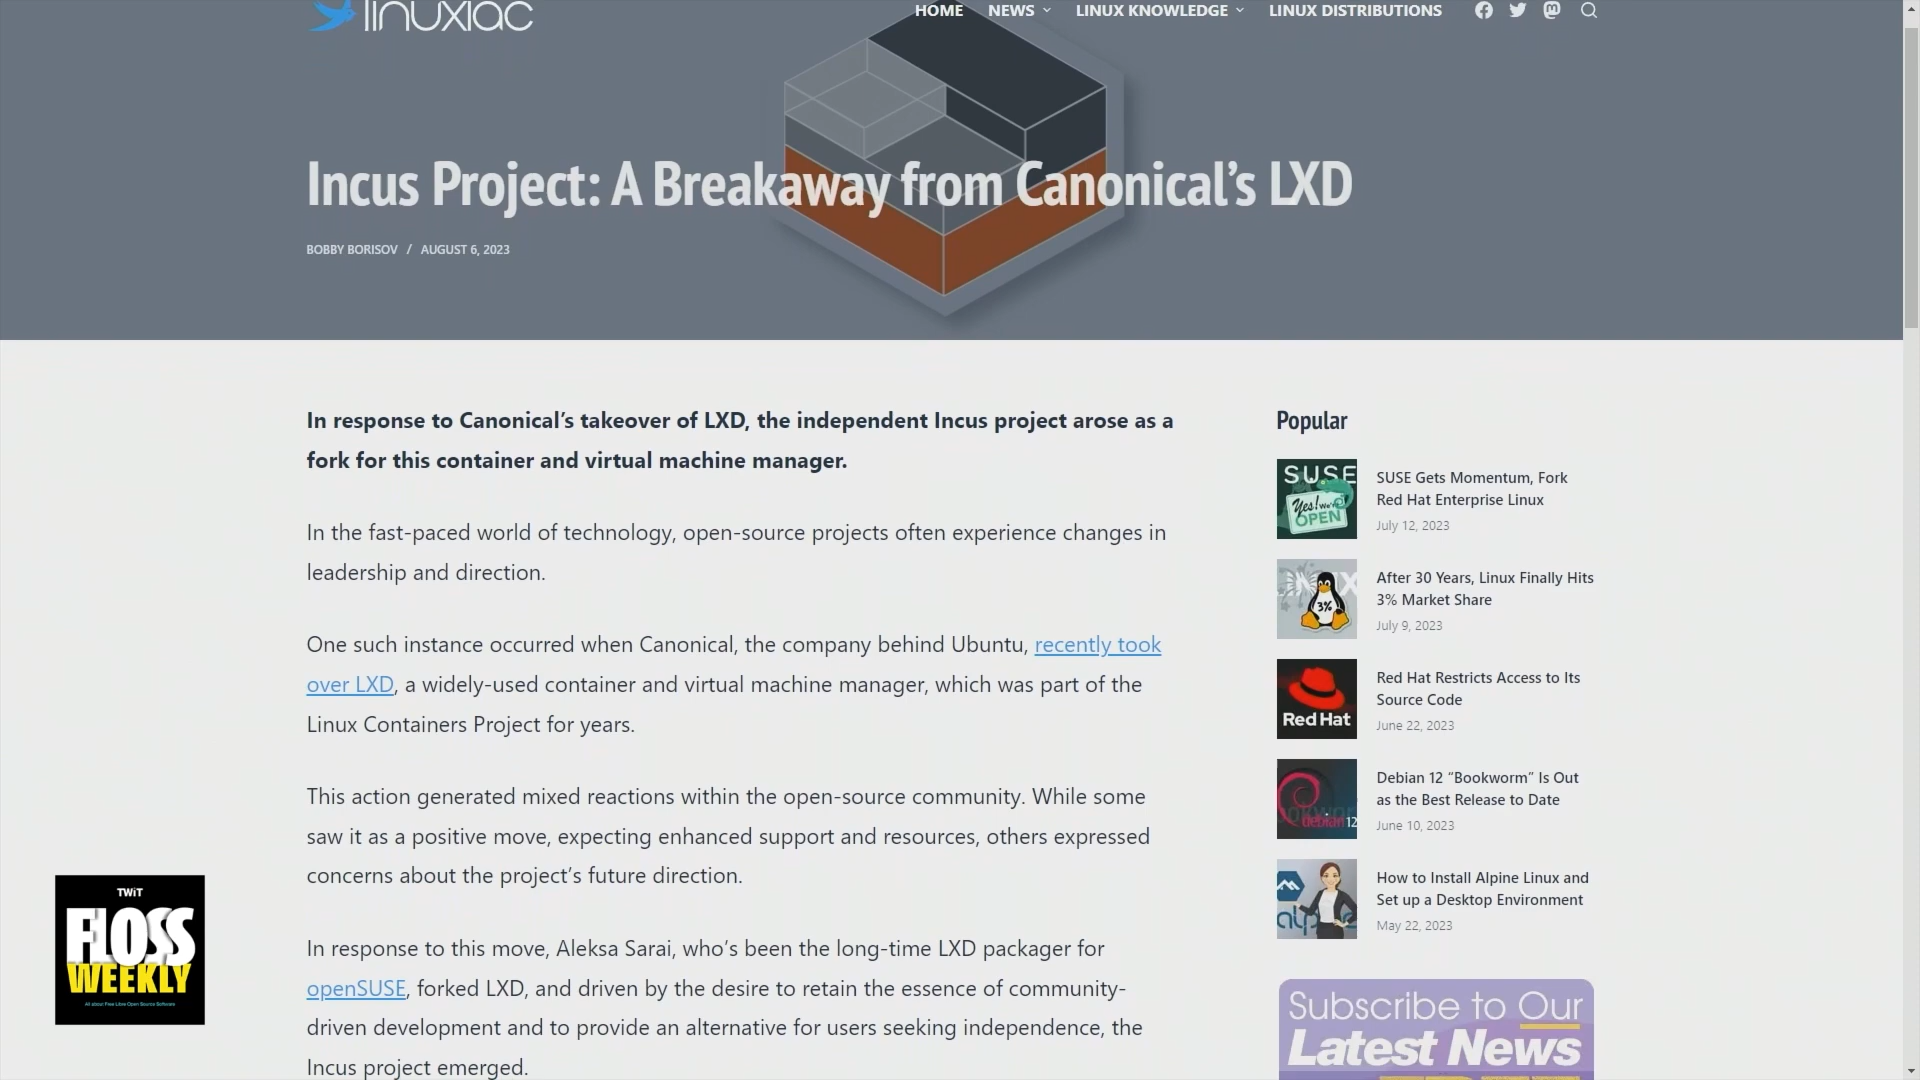 linuxiac
HOME NEWS LINUX KNOWLEDGE LINUX DISTRIBUTIONS
Incus Project: A Breakaway from Canonical’s LXD
BOBBY BORISOV / AUGUST 6, 2023
In response to Canonical’s takeover of LXD, the independent Incus project arose as a
fork for this container and virtual machine manager.
In the fast-paced world of technology, open-source projects often experience changes in
leadership and direction.
One such instance occurred when Canonical, the company behind Ubuntu, recently took
over LXD, a widely-used container and virtual machine manager, which was part of the
Linux Containers Project for years.
This action generated mixed reactions within the open-source community. While some
saw it as a positive move, expecting enhanced support and resources, others expressed
concerns about the project’s future direction.
In response to this move, Aleksa Sarai, who’s been the long-time LXD packager for
openSUSE, forked LXD, and driven by the desire to retain the essence of community-
driven development and to provide an alternative for users seeking independence, the
Incus project emerged.
Popular
SUSE
Yes! We're
OPEN
SUSE Gets Momentum, Fork
Red Hat Enterprise Linux
July 12, 2023
3%
After 30 Years, Linux Finally Hits
3% Market Share
July 9, 2023
Red Hat
Red Hat Restricts Access to Its
Source Code
June 22, 2023
debian 12
Debian 12 “Bookworm” Is Out
as the Best Release to Date
June 10, 2023
How to Install Alpine Linux and
Set up a Desktop Environment
May 22, 2023
Subscribe to Our
Latest News
TWiT
FLOSS
WEEKLY
All about Free Libre Open Source Software